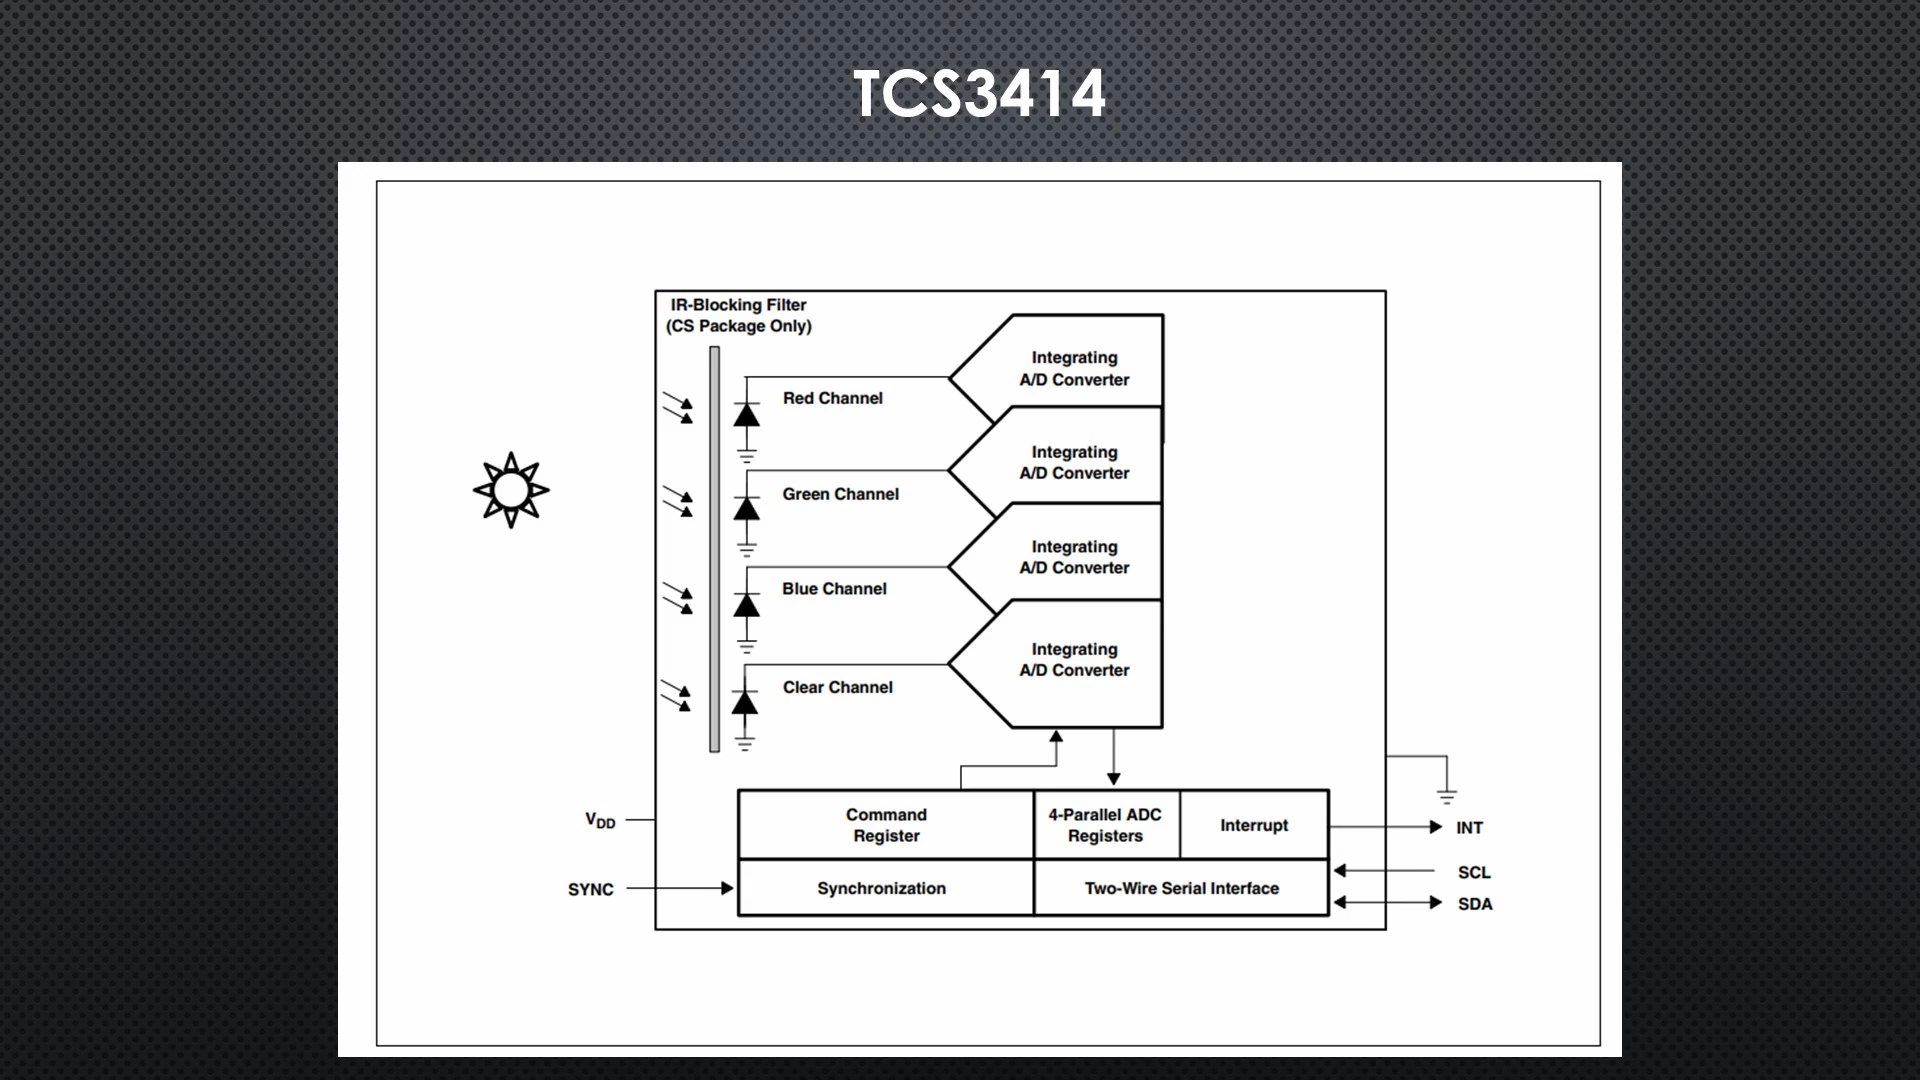 TCS3414
IR-Blocking Filter
(CS Package Only)
Integrating
A/D Converter
Red Channel
Integrating
A/D Converter
Green Channel
Integrating
A/D Converter
Blue Channel
Integrating
A/D Converter
Clear Channel
VDD
Command
Register
4-Parallel ADC
Registers
Interrupt
INT
SYNC
Synchronization
Two-Wire Serial Interface
SCL
SDA